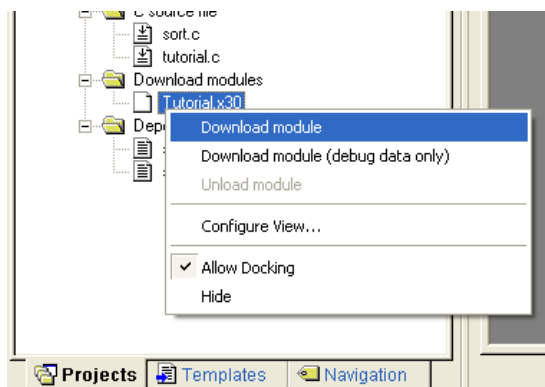 C source file
sort.c
tutorial.c
Download modules
Tutorial.x30
Download module
Download module (debug data only)
Unload module
Configure View...
Allow Docking
Hide
Projects Templates Navigation